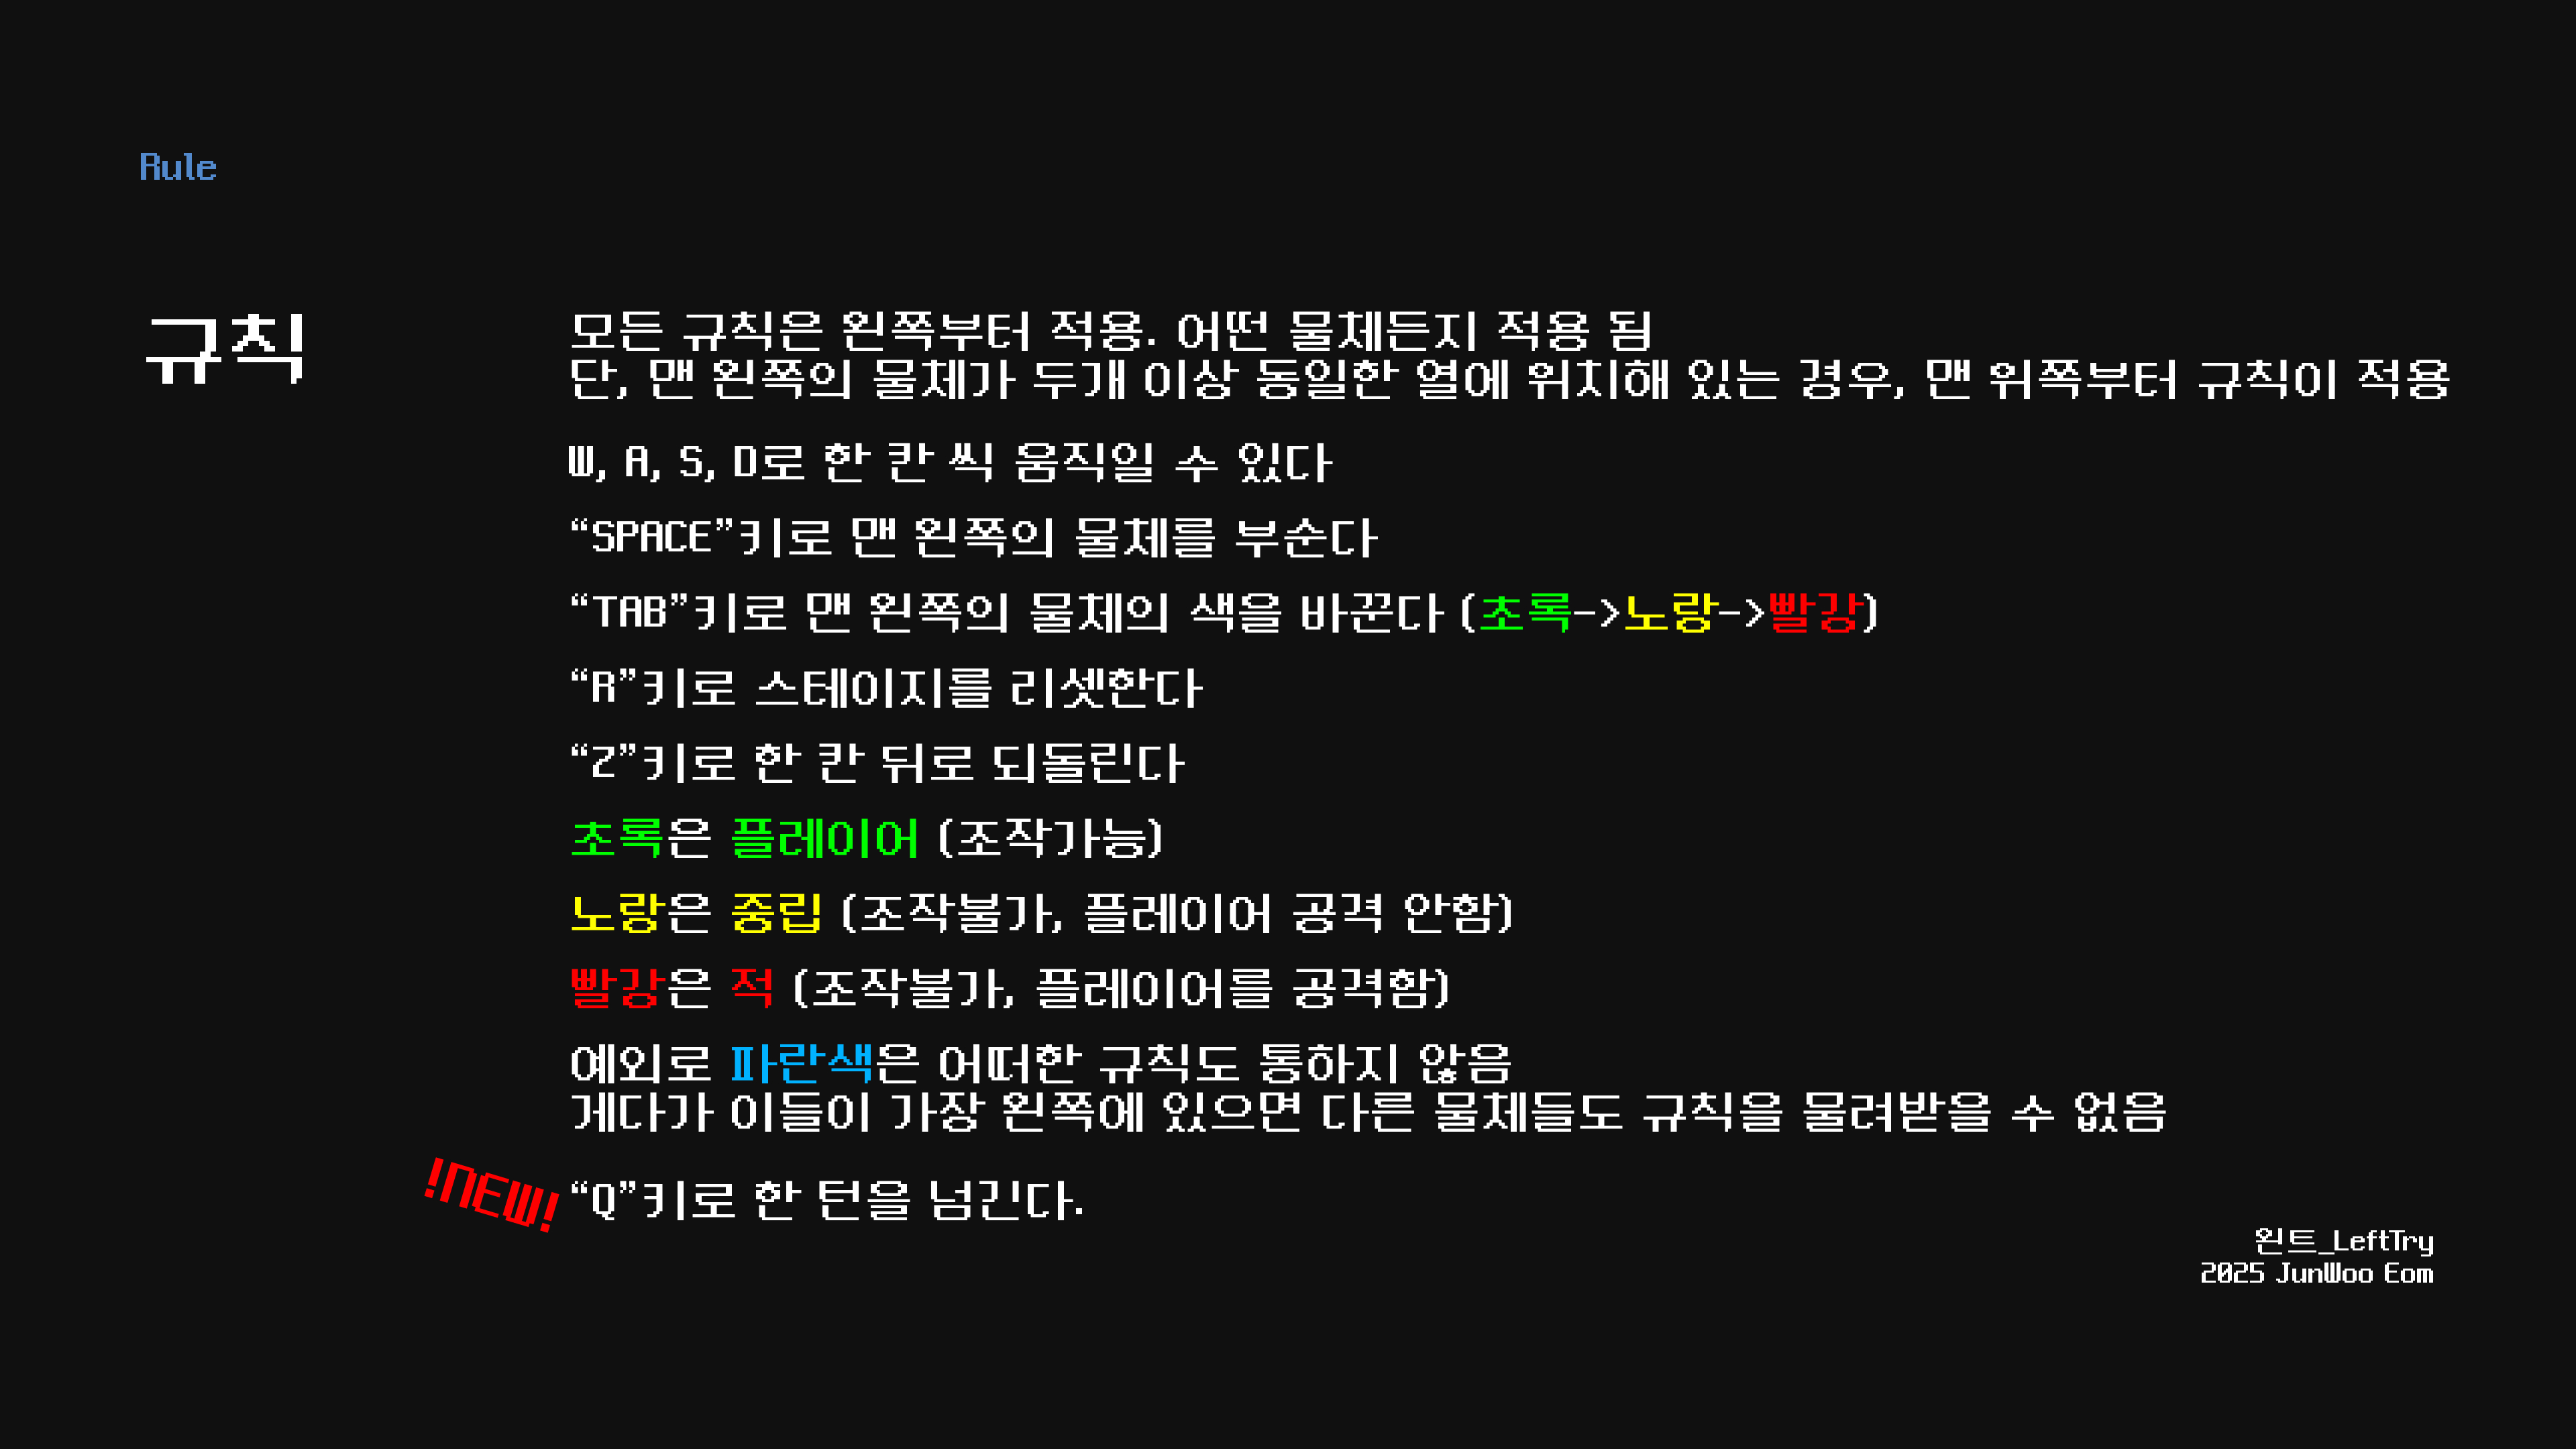 Rule
규칙
모든 규칙은 왼쪽부터 적용. 어떤 물체든지 적용 됨
단, 맨 왼쪽의 물체가 두개 이상 동일한 열에 위치해 있는 경우, 맨 위쪽부터 규칙이 적용
W, A, S, D로 한 칸 씩 움직일 수 있다
“SPACE”키로 맨 왼쪽의 물체를 부순다
“TAB”키로 맨 왼쪽의 물체의 색을 바꾼다 (초록->노랑->빨강)
“R”키로 스테이지를 리셋한다
“Z”키로 한 칸 뒤로 되돌린다
초록은 플레이어 (조작가능)
노랑은 중립 (조작불가, 플레이어 공격 안함)
빨강은 적 (조작불가, 플레이어를 공격함)
예외로 파란색은 어떠한 규칙도 통하지 않음
게다가 이들이 가장 왼쪽에 있으면 다른 물체들도 규칙을 물려받을 수 없음
!NEW!
“Q”키로 한 턴을 넘긴다.
왼트_LeftTry
2025 JunWoo Eom